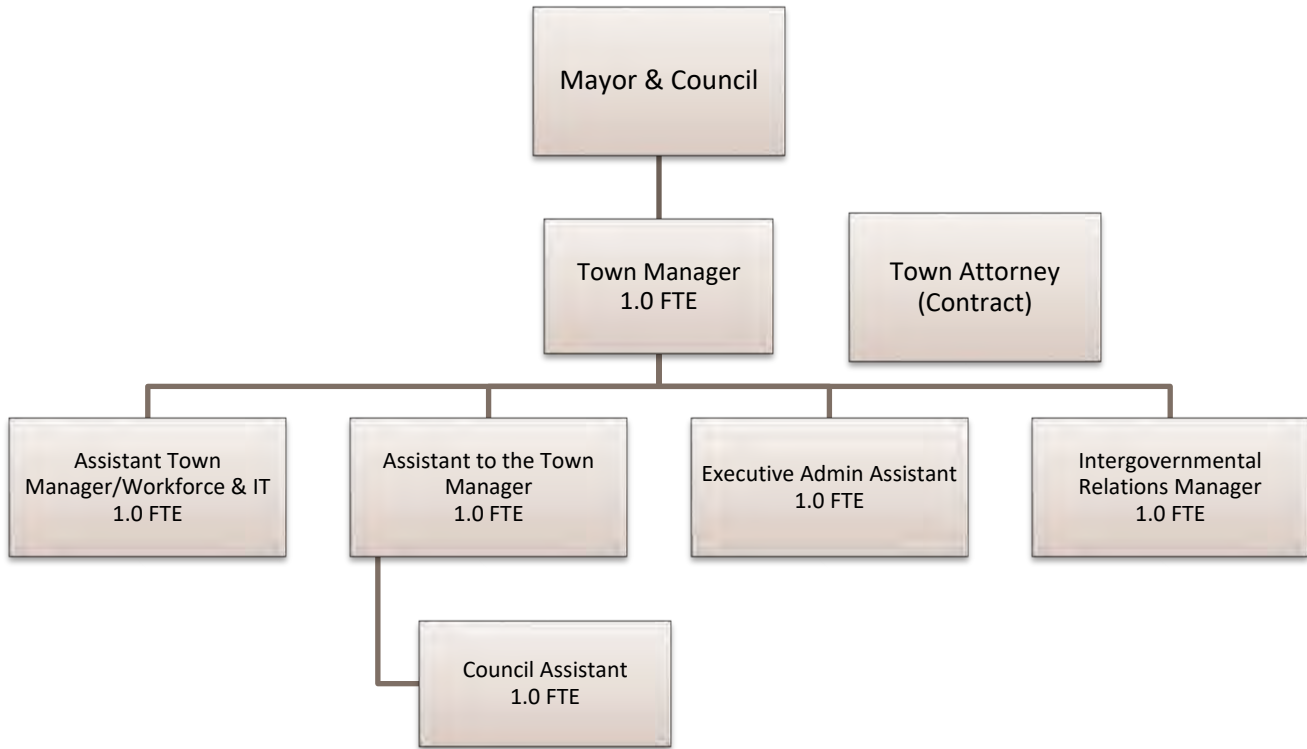 Mayor & Council
Town Manager
1.0 FTE
Town Attorney
(Contract)
Assistant Town
Manager/Workforce & IT
1.0 FTE
Assistant to the Town
Manager
1.0 FTE
Executive Admin Assistant
1.0 FTE
Intergovernmental
Relations Manager
1.0 FTE
Council Assistant
1.0 FTE